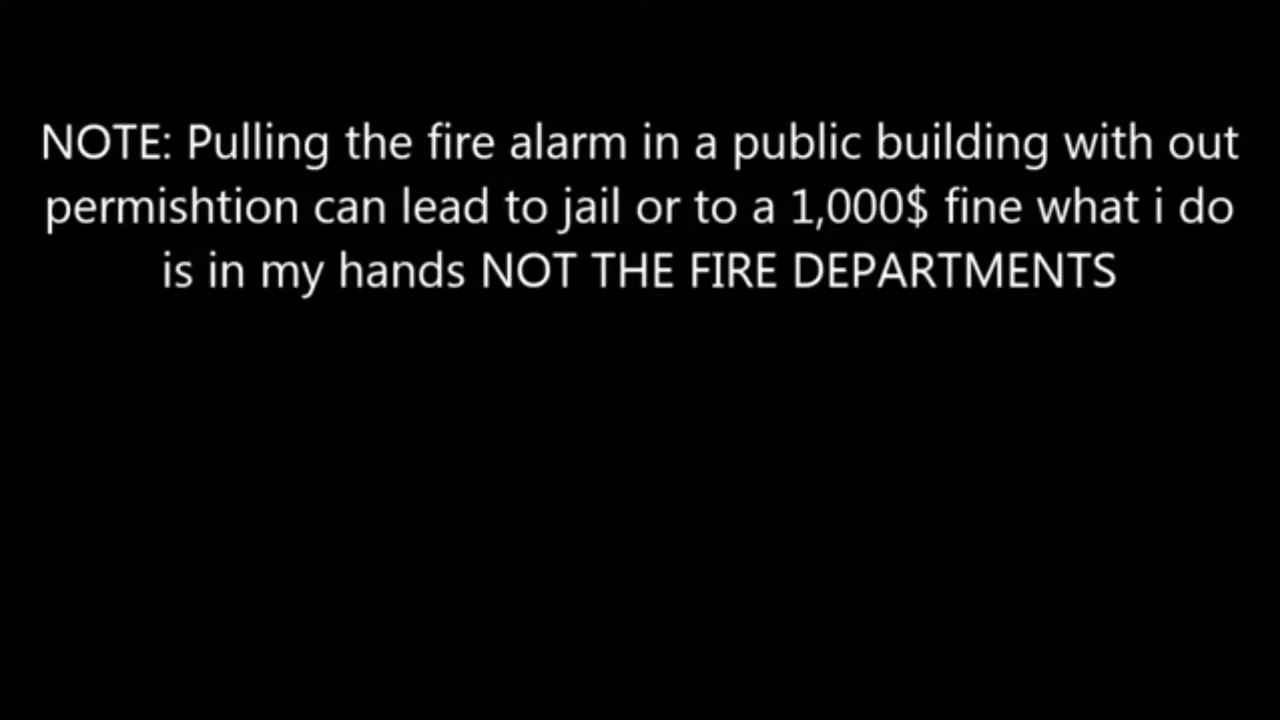 NOTE: Pulling the fire alarm in a public building with out
permishtion can lead to jail or to a 1,000$ fine what i do
is in my hands NOT THE FIRE DEPARTMENTS